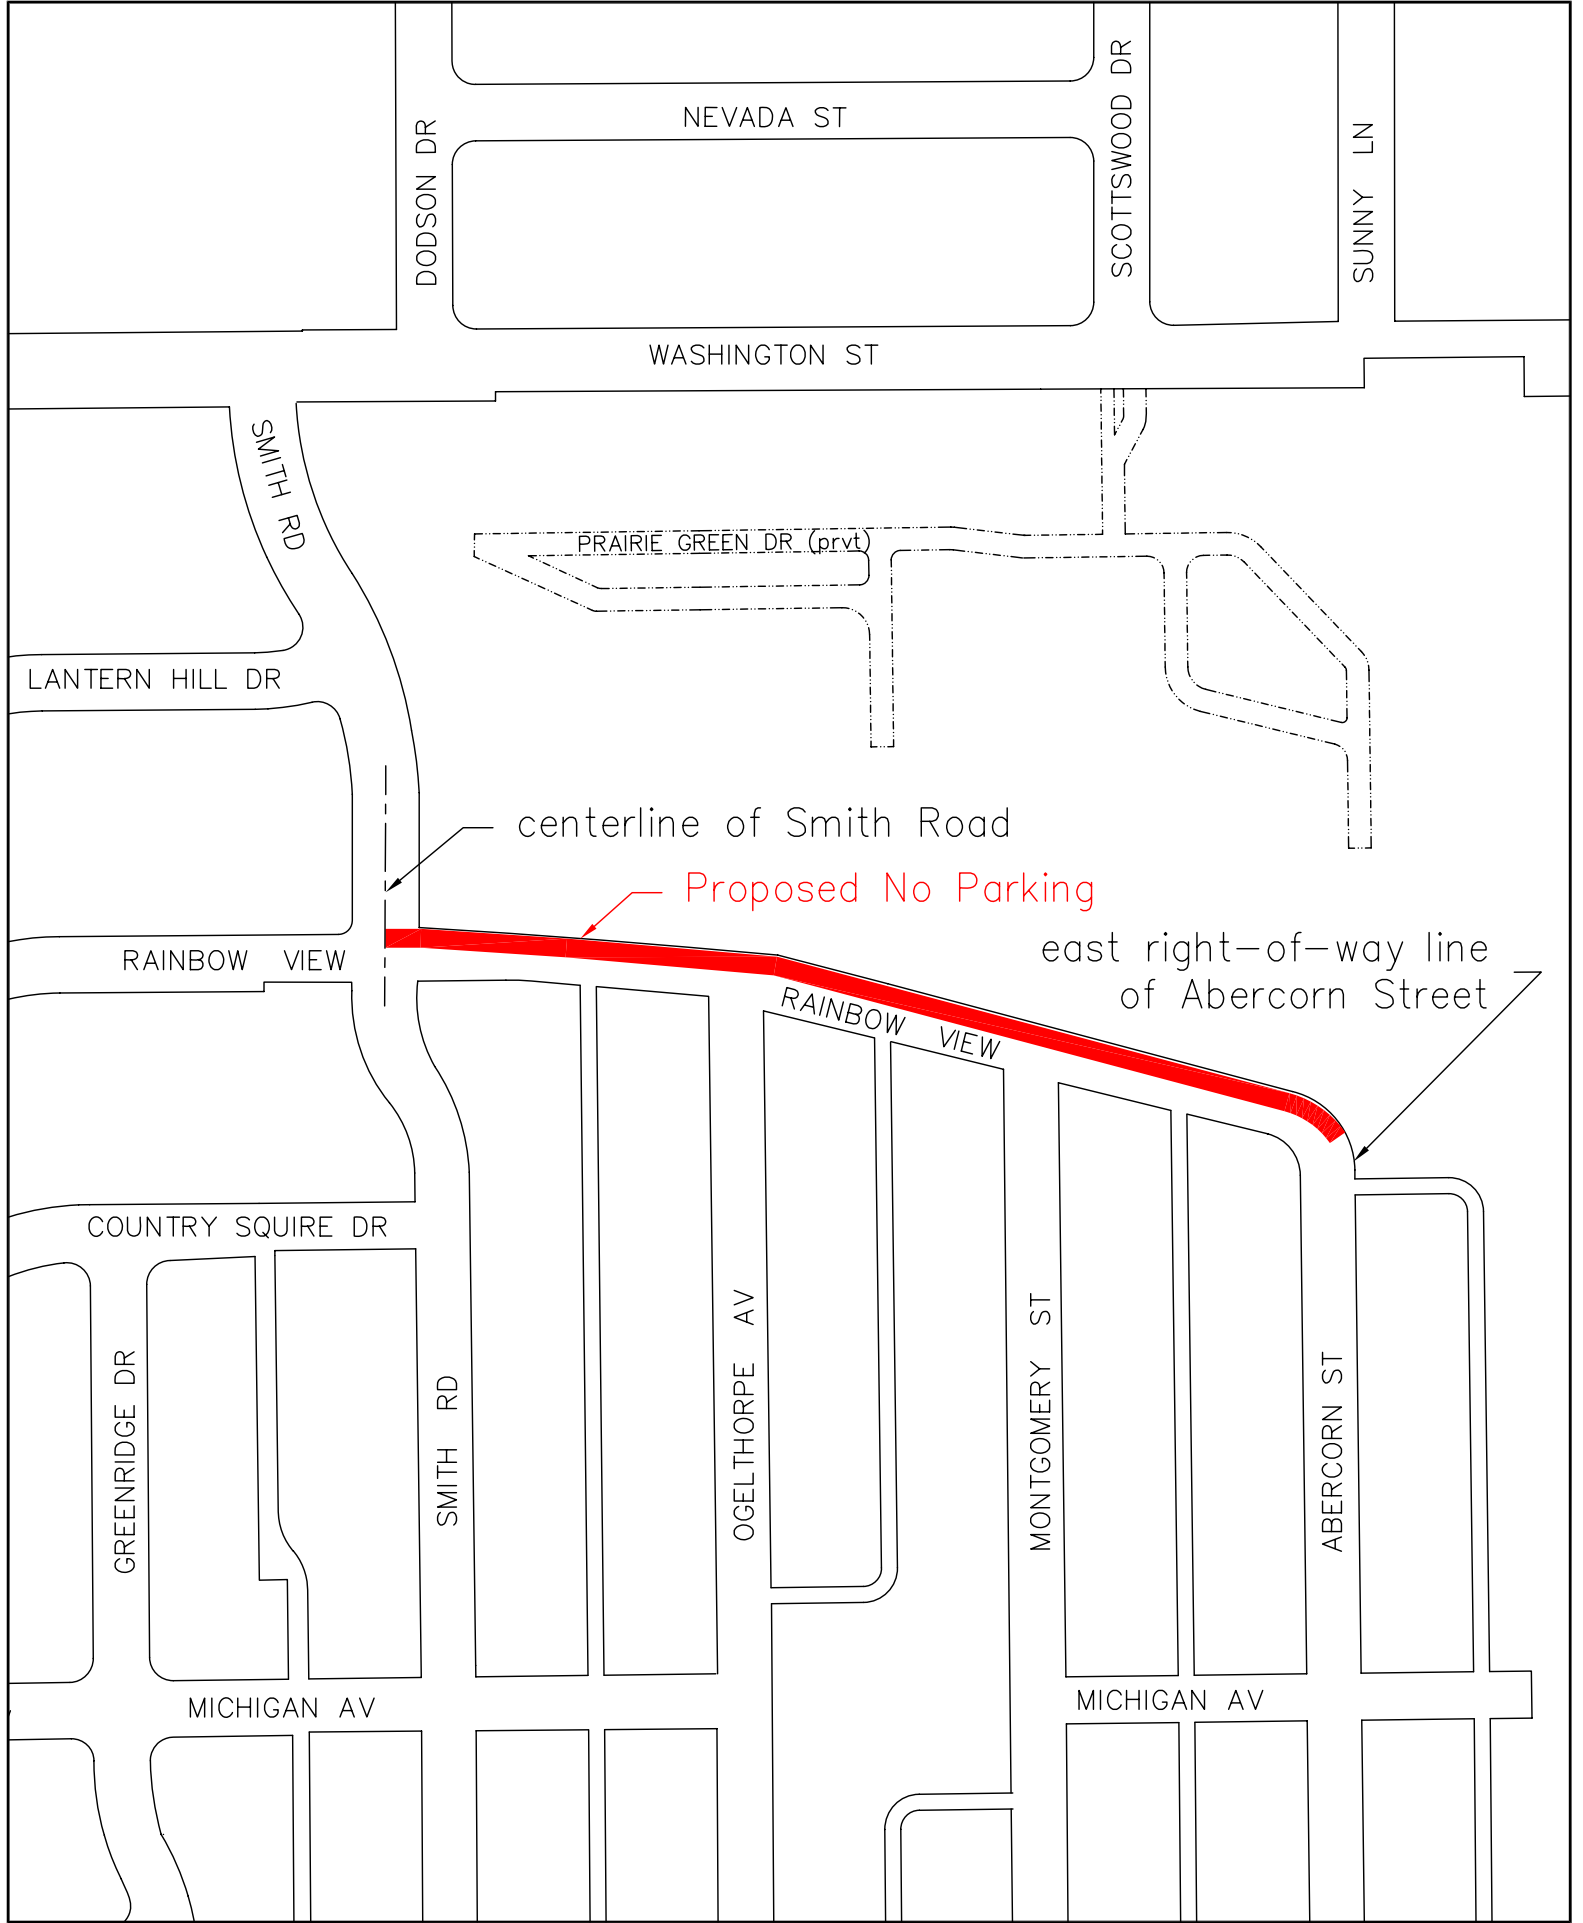 NEVADA ST
DODSON DR
SCOTTSWOOD DR
SUNNY LN
WASHINGTON ST
SMITH RD
PRAIRIE GREEN DR (prvt)
LANTERN HILL DR
centerline of Smith Road
Proposed No Parking
east right-of-way line
of Abercorn Street
RAINBOW VIEW
RAINBOW VIEW
COUNTRY SQUIRE DR
GREENRIDGE DR
SMITH RD
OGELTHORPE AV
MONTGOMERY ST
ABERCORN ST
MICHIGAN AV
MICHIGAN AV